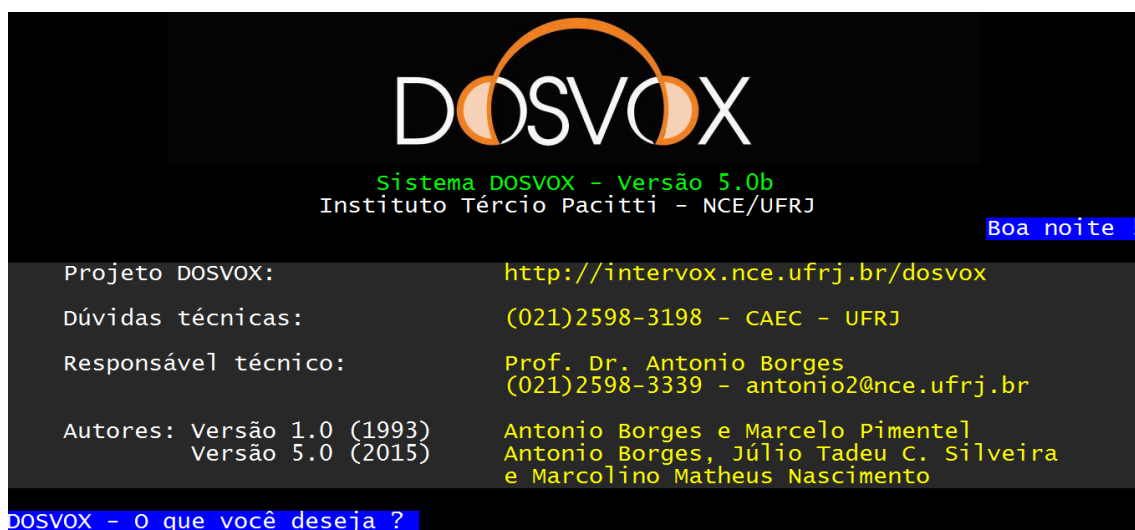 DOSVOX
Sistema DOSVOX - Versão 5.0b
Instituto Tércio Pacitti - NCE/UFRJ
Boa noite
Projeto DOSVOX: http://intervox.nce.ufrj.br/dosvox
Dúvidas técnicas: (021)2598-3198 - CAEC - UFRJ
Responsável técnico: Prof. Dr. Antonio Borges
(021)2598-3339 - antonio2@nce.ufrj.br
Autores: Versão 1.0 (1993) Antonio Borges e Marcelo Pimentel
Versão 5.0 (2015) Antonio Borges, Júlio Tadeu C. Silveira
e Marcolino Matheus Nascimento
DOSVOX - O que você deseja ?